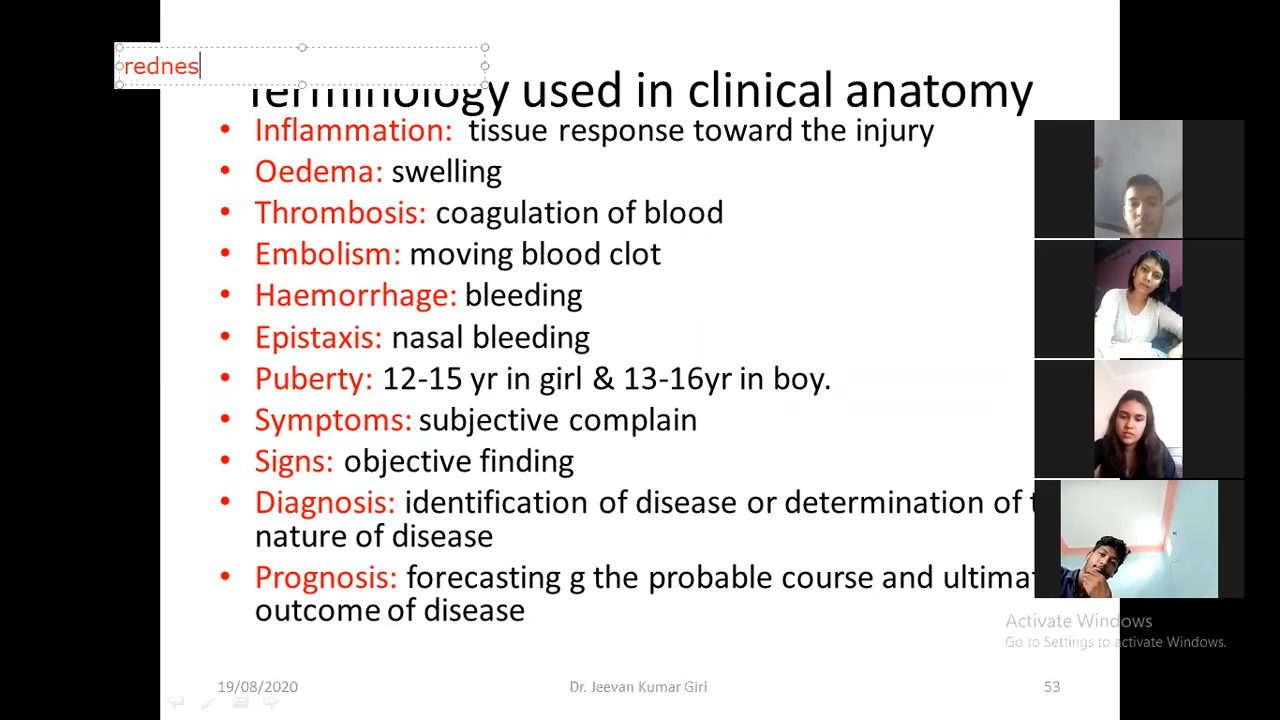 rednes
Terminology used in clinical anatomy
• Inflammation: tissue response toward the injury
• Oedema: swelling
• Thrombosis: coagulation of blood
• Embolism: moving blood clot
• Haemorrhage: bleeding
• Epistaxis: nasal bleeding
• Puberty: 12-15 yr in girl & 13-16yr in boy.
• Symptoms: subjective complain
• Signs: objective finding
• Diagnosis: identification of disease or determination of
nature of disease
• Prognosis: forecasting g the probable course and
outcome of disease
Activate Windows
Go to Settings to activate Windows.
19/08/2020 Dr. Jeevan Kumar Giri 53